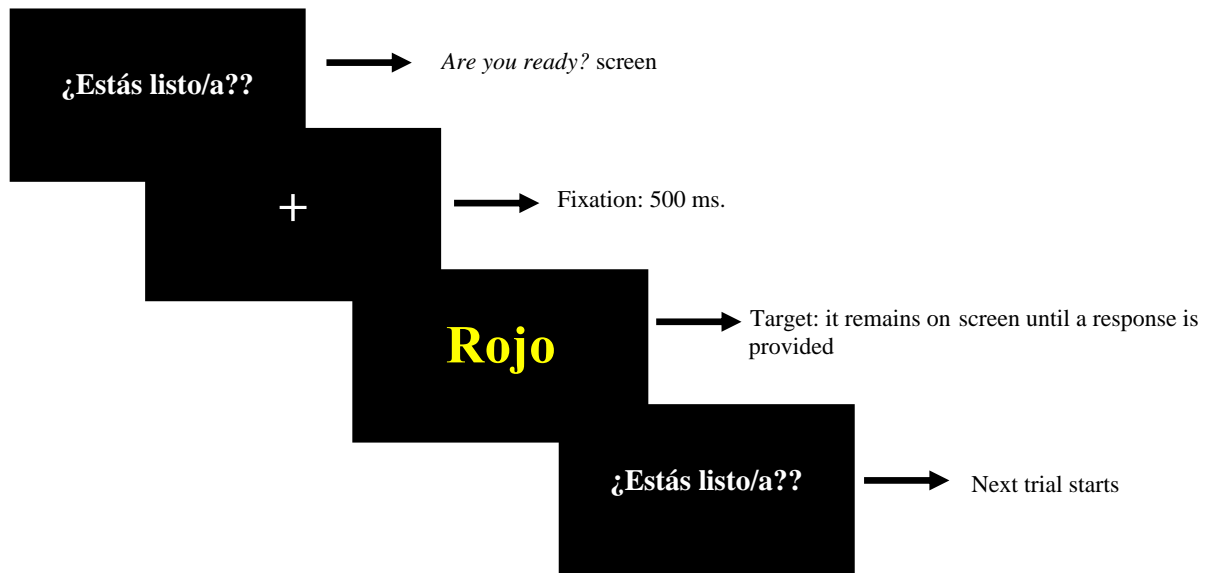 ¿Estás listo/a??
Are you ready? screen
+
Fixation: 500 ms.
Rojo
Target: it remains on screen until a response is
provided
¿Estás listo/a??
Next trial starts